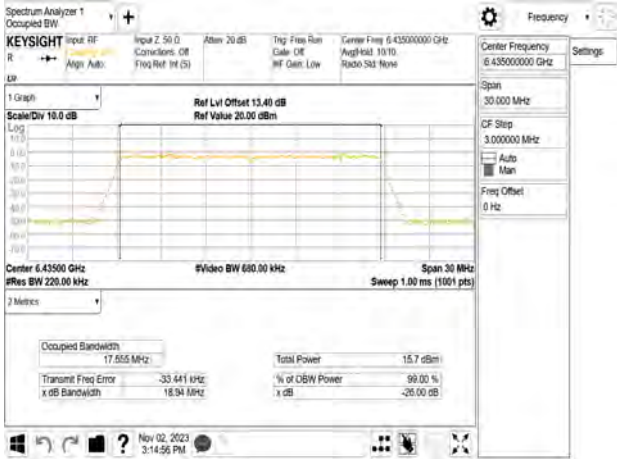 Spectrum Analyzer 1
Occupied BW
Frequency
KEYSIGHT
Input: RF
Input Z: 50 Ω
Atten: 20 dB
Trig: Free Run
Center Freq: 6.435000000 GHz
R
Corrections: Off
Gate: Off
Avg|Hold: 10/10
Align: Auto
Freq Ref: Int (S)
#IF Gain: Low
Radio Std: None
Center Frequency
6.435000000 GHz
Settings
Span
30.000 MHz
CF Step
3.000000 MHz
Auto
Man
Freq Offset
0 Hz
1 Graph
Scale/Div 10.0 dB
Ref Lvl Offset 13.40 dB
Ref Value 20.00 dBm
Log
Center 6.43500 GHz
#Video BW 680.00 kHz
Span 30 MHz
#Res BW 220.00 kHz
Sweep 1.00 ms (1001 pts)
2 Metrics
Occupied Bandwidth
17.555 MHz
Total Power
15.7 dBm
Transmit Freq Error
-33.441 kHz
% of OBW Power
99.00 %
x dB Bandwidth
18.94 MHz
x dB
-26.00 dB
Nov 02, 2023
3:14:56 PM